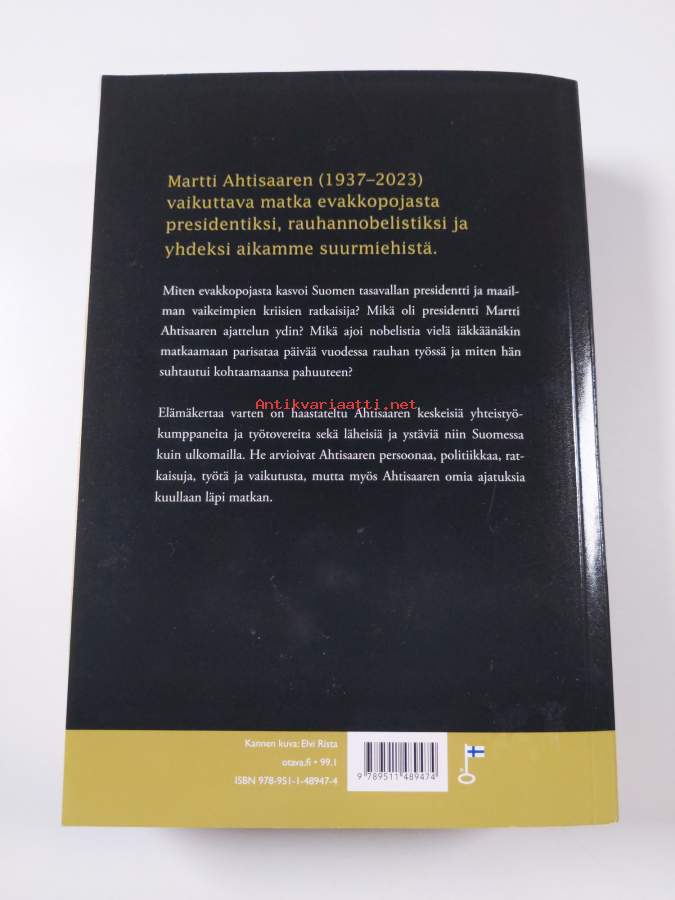 Martti Ahtisaaren (1937–2023)
vaikuttava matka evakkopojasta
presidentiksi, rauhannobelistiksi ja
yhdeksi aikamme suurmiehistä.
Miten evakkopojasta kasvoi Suomen tasavallan presidentti ja maail-
man vaikeimpien kriisien ratkaisija? Mikä oli presidentti Martti
Ahtisaaren ajattelun ydin? Mikä ajoi nobelistia vielä iäkkäänäkin
matkaamaan parisataa päivää vuodessa rauhan työssä ja miten hän
suhtautui kohtaamaansa pahuuteen?
Antikvariaatti.net
Elämäkertaa varten on haastateltu Ahtisaaren keskeisiä yhteistyö-
kumppaneita ja työtovereita sekä läheisiä ja ystäviä niin Suomessa
kuin ulkomailla. He arvioivat Ahtisaaren persoonaa, politiikkaa, rat-
kaisuja, työtä ja vaikutusta, mutta myös Ahtisaaren omia ajatuksia
kuullaan läpi matkan.
Kannen kuva: Elvi Rista
otava.fi • 99.1
ISBN 978-951-1-48947-4
9 789511 489474